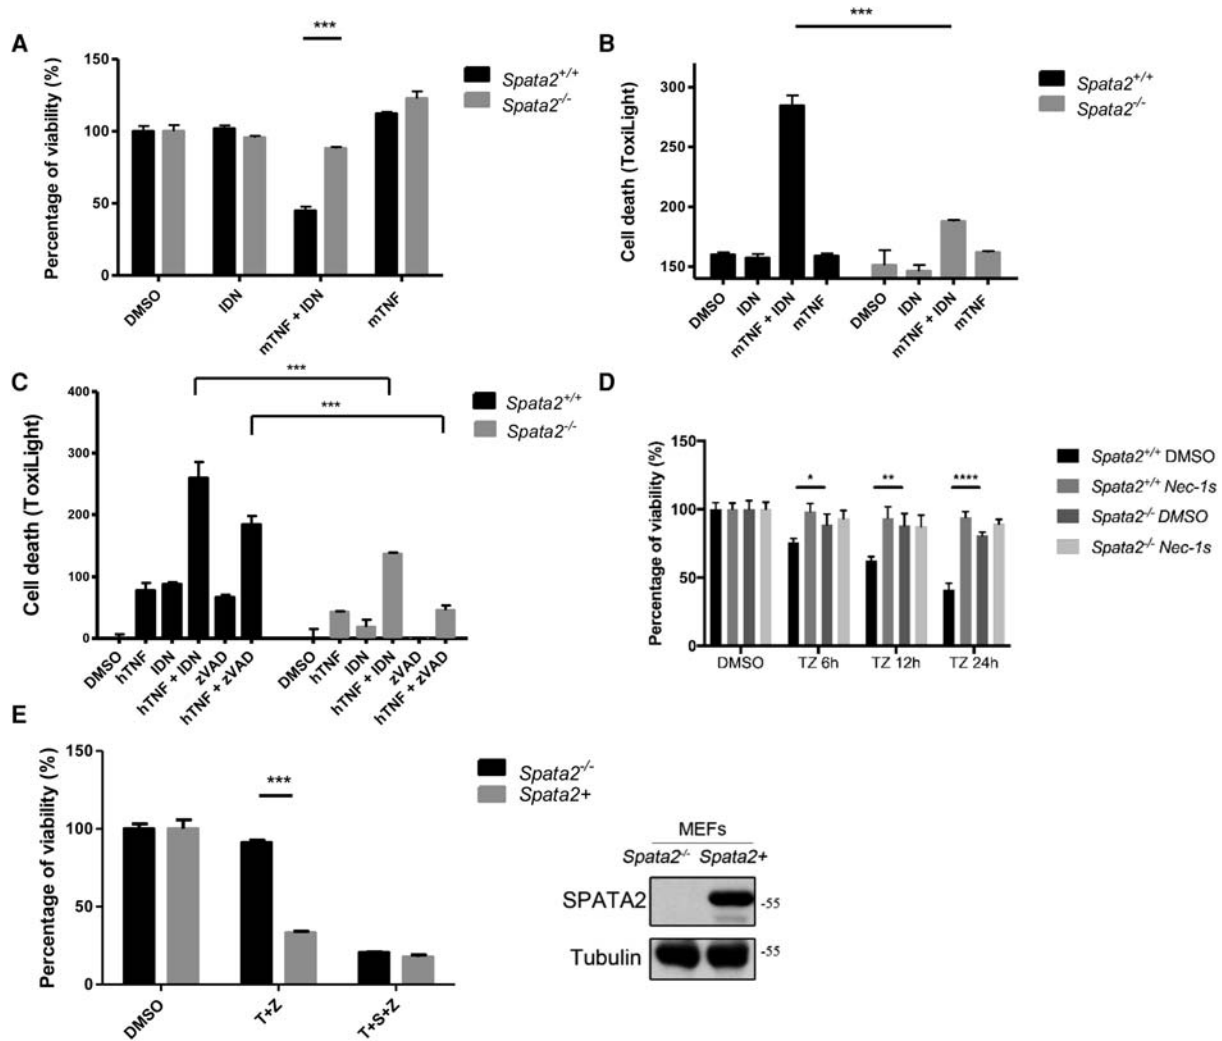 A
Percentage of viability (%)
150
100
50
0
***
DMSO
IDN
mTNF + IDN
mTNF
Spata2+/+
Spata2-/-
B
Cell death (ToxiLight)
300
250
200
150
***
DMSO
IDN
mTNF + IDN
mTNF
DMSO
IDN
mTNF + IDN
mTNF
Spata2+/+
Spata2-/-
C
Cell death (ToxiLight)
400
300
200
100
0
***
***
DMSO
hTNF
IDN
hTNF + IDN
zVAD
hTNF + zVAD
DMSO
hTNF
IDN
hTNF + IDN
zVAD
hTNF + zVAD
Spata2+/+
Spata2-/-
D
Percentage of viability (%)
150
100
50
0
*
**
****
DMSO
TZ 6h
TZ 12h
TZ 24h
Spata2+/+ DMSO
Spata2+/+ Nec-1s
Spata2-/- DMSO
Spata2-/- Nec-1s
E
Percentage of viability (%)
150
100
50
0
***
DMSO
T+Z
T+S+Z
Spata2-/-
Spata2+
MEFs
Spata2-/- Spata2+
SPATA2
-55
Tubulin
-55